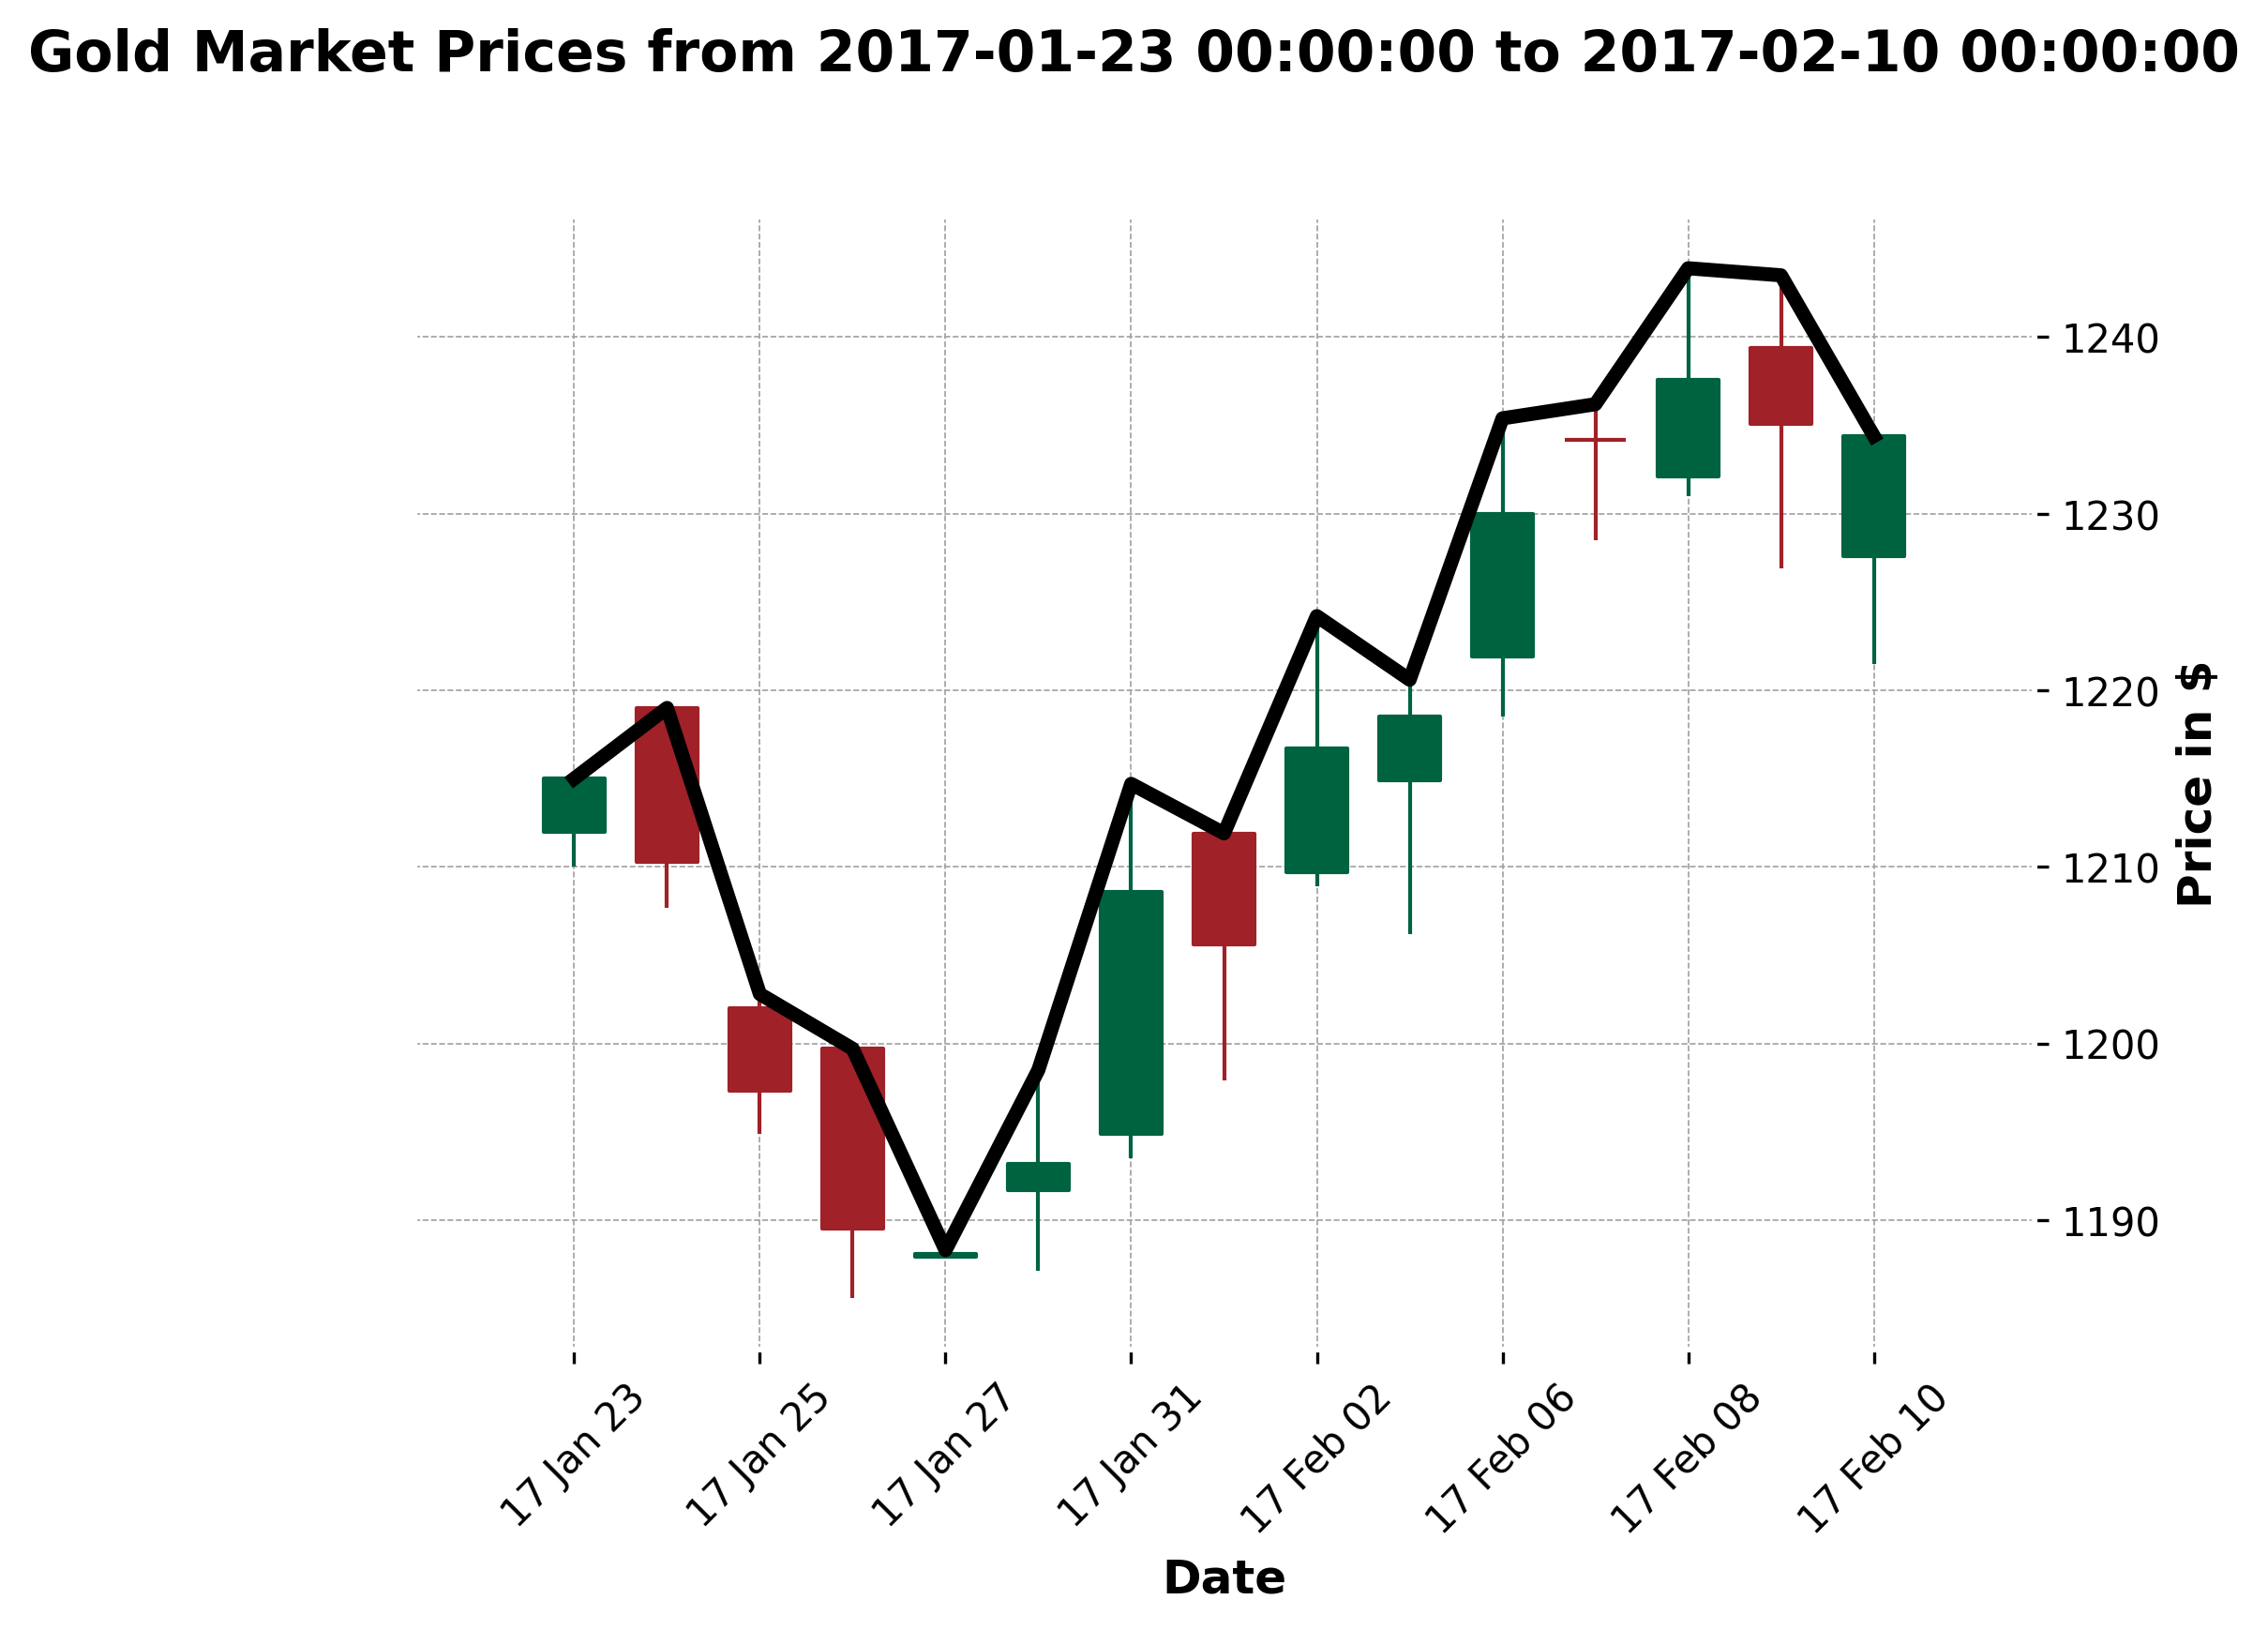 Gold Market Prices from 2017-01-23 00:00:00 to 2017-02-10 00:00:00
1240
1230
1220
1210
1200
1190
Price in $
17 Jan 23
17 Jan 25
17 Jan 27
17 Jan 31
17 Feb 02
17 Feb 06
17 Feb 08
17 Feb 10
Date